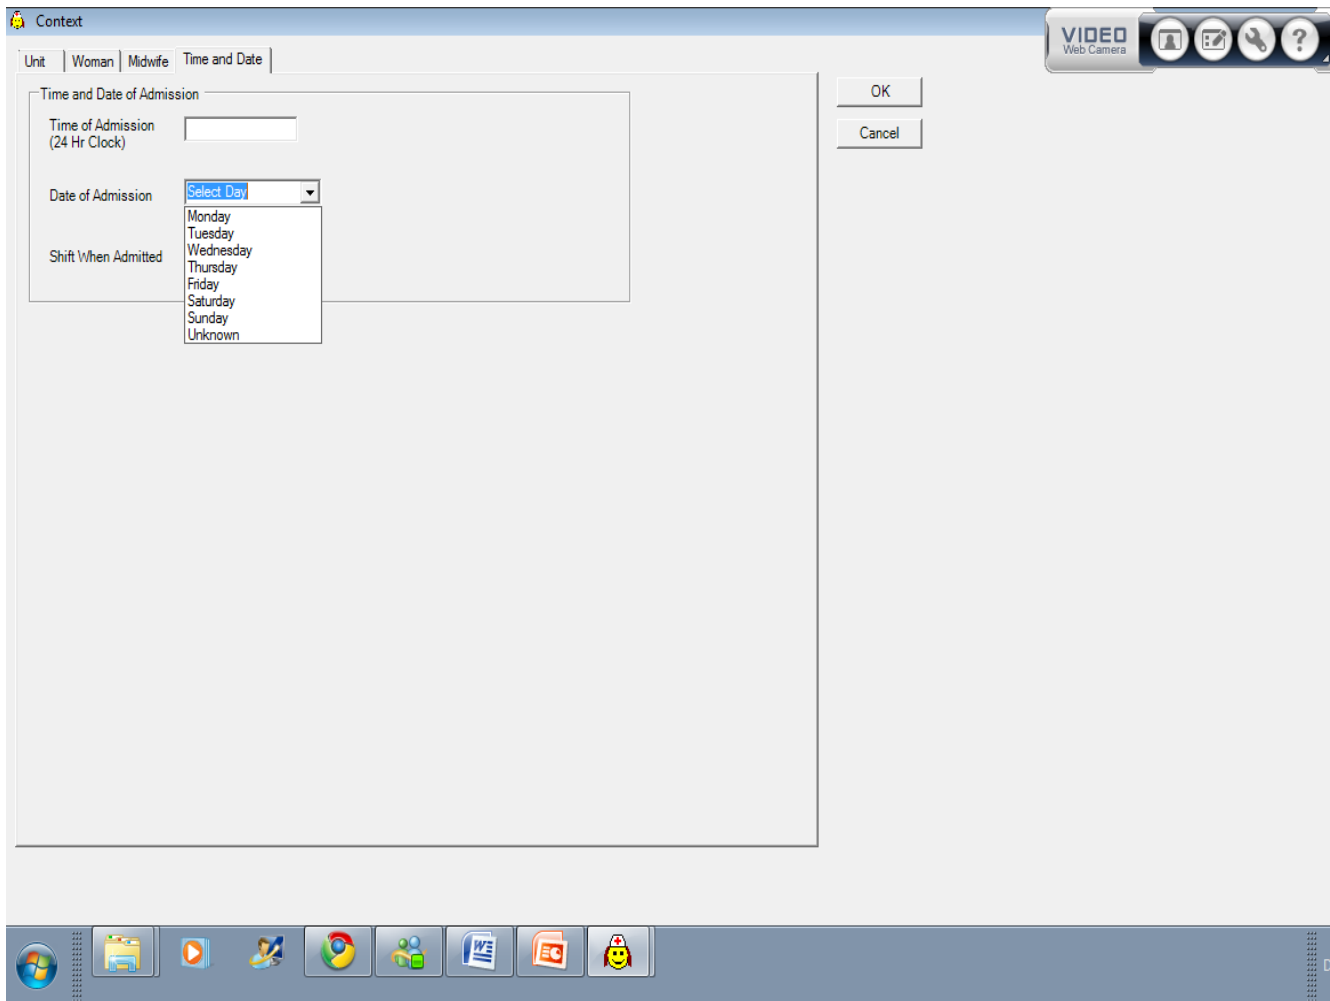 Context
VIDEO
Web Camera
?
Unit Woman Midwife Time and Date
Time and Date of Admission
OK
Time of Admission
(24 Hr Clock)
Cancel
Date of Admission Select Day
Monday
Tuesday
Wednesday
Shift When Admitted
Thursday
Friday
Saturday
Sunday
Unknown
W
D